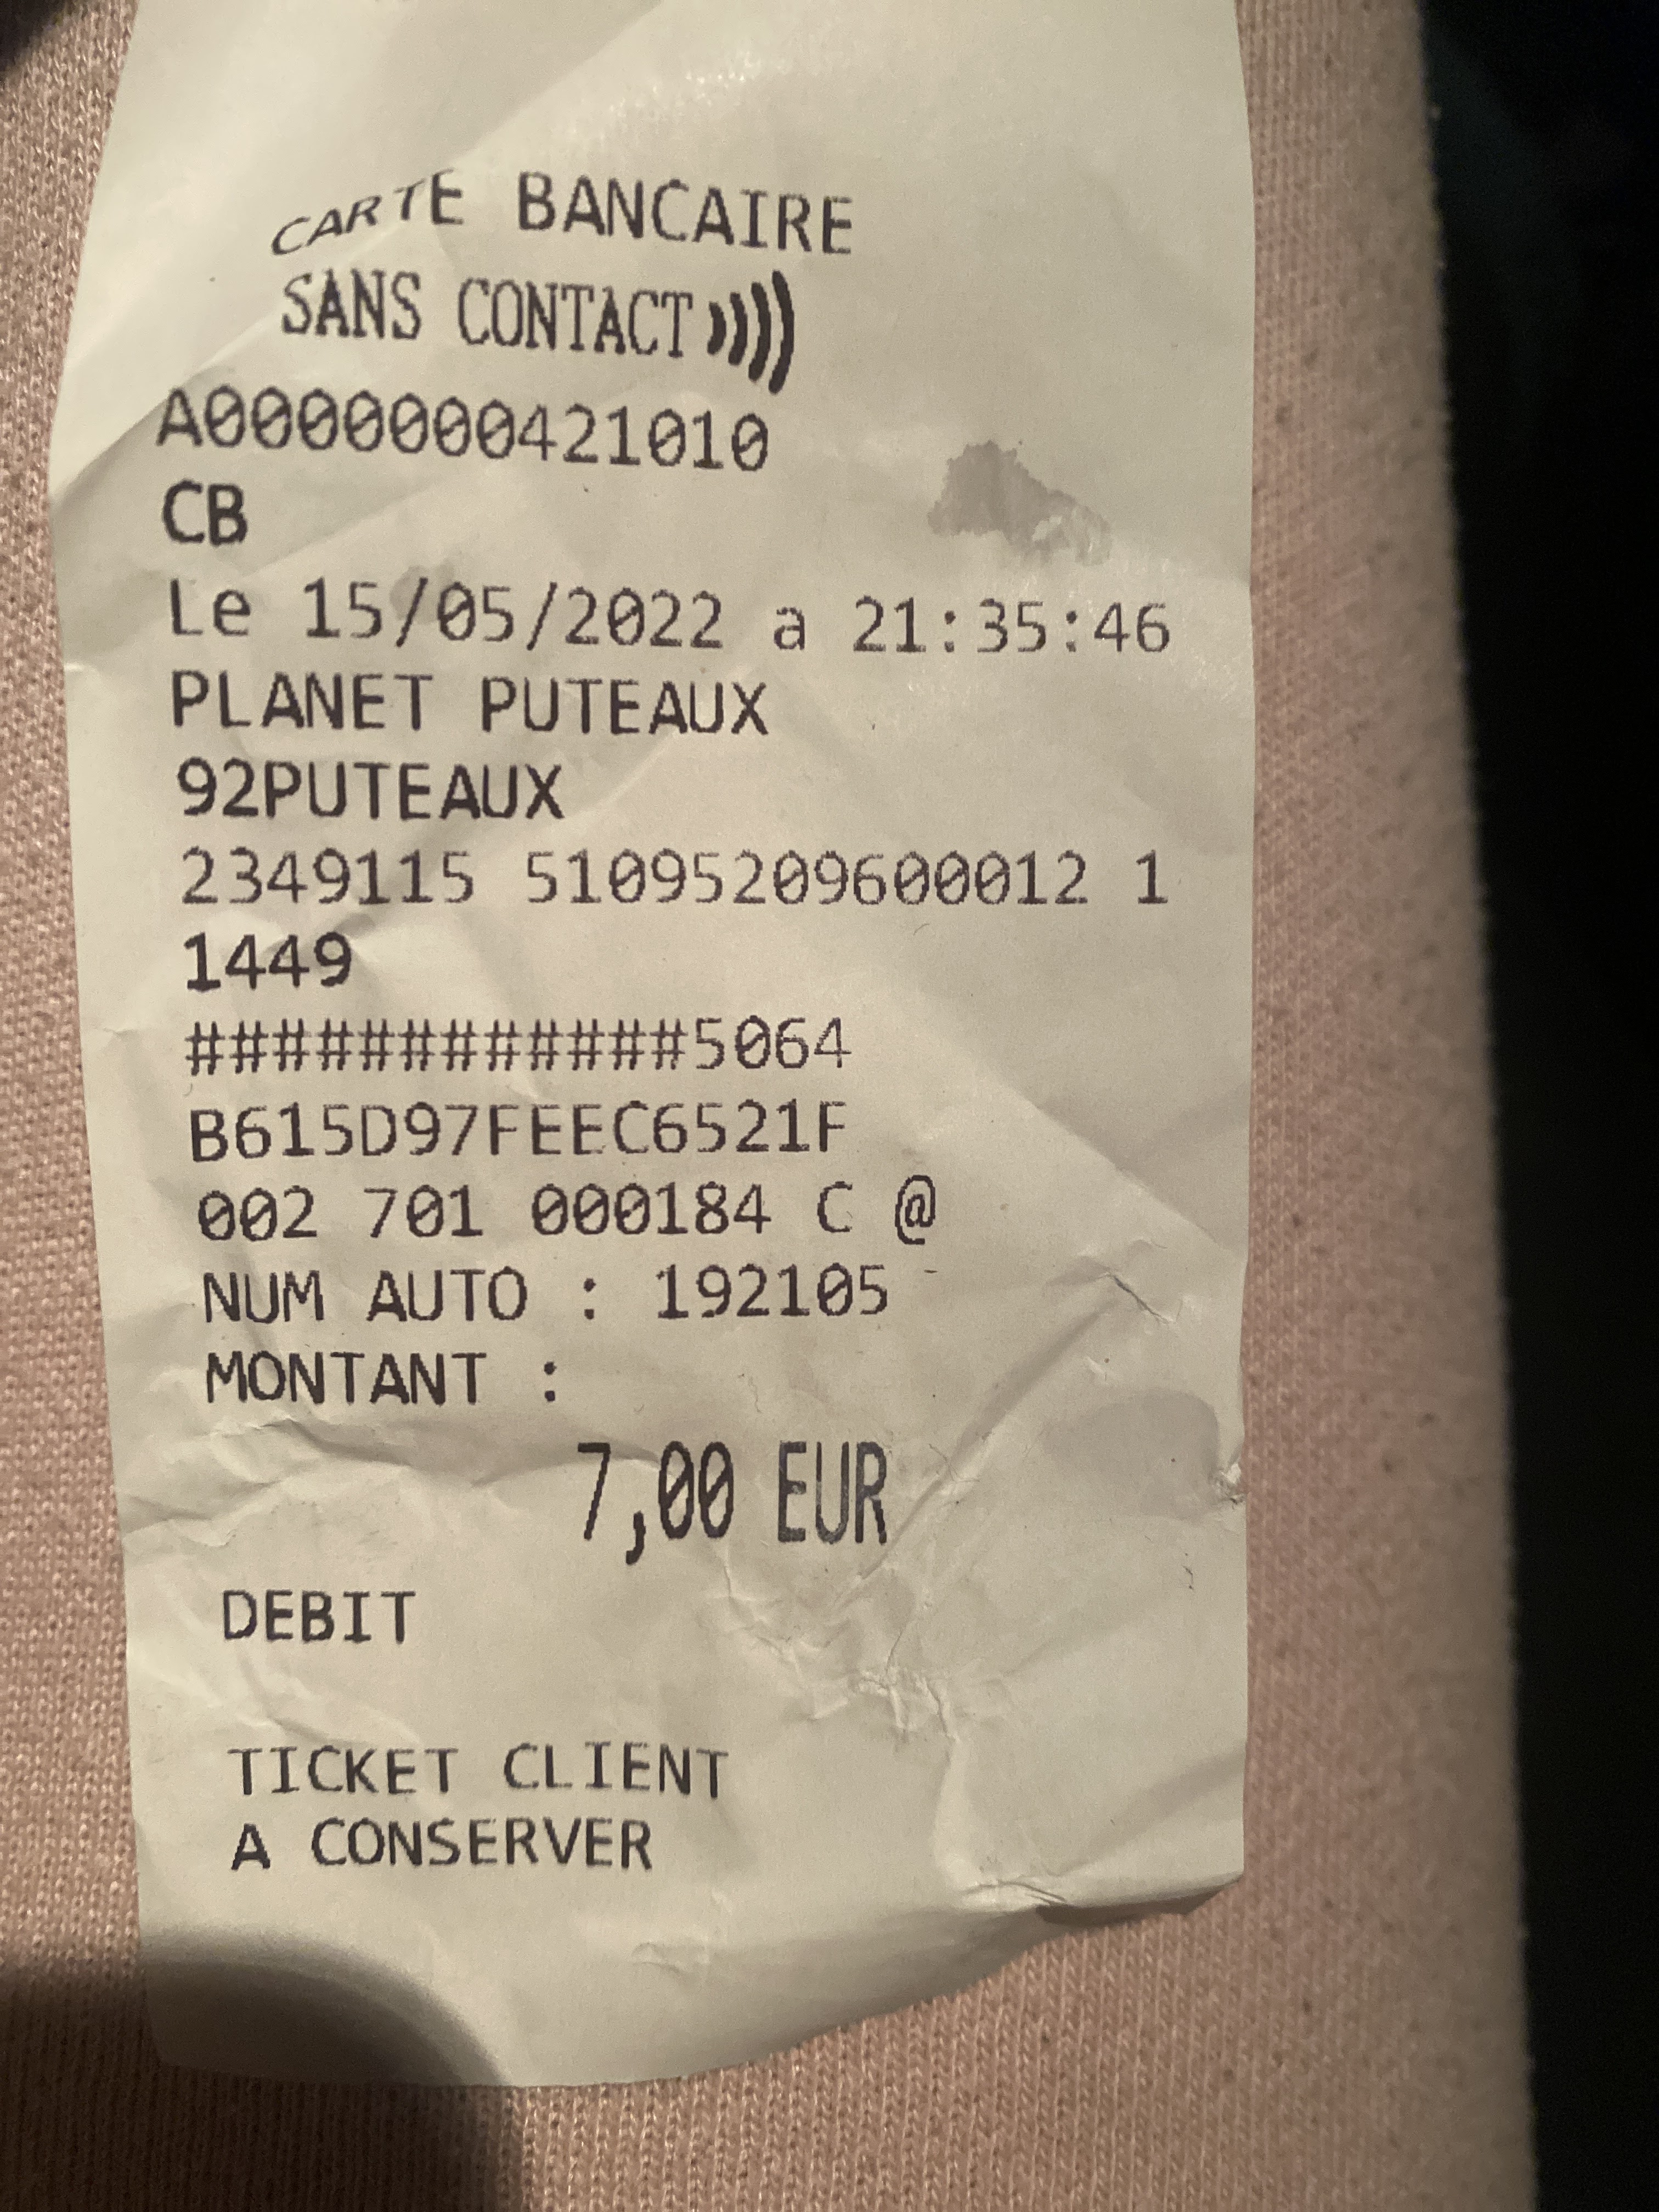 CARTE BANCAIRE
SANS CONTACT
A0000000421010
CB
Le 15/05/2022 a 21:35:46
PLANET PUTEAUX
92PUTEAUX
2349115 51095209600012 1
1449
############5064
B615D97FEEC6521F
002 701 000184 C @
NUM AUTO : 192105
MONTANT :
7,00 EUR
DEBIT
TICKET CLIENT
A CONSERVER